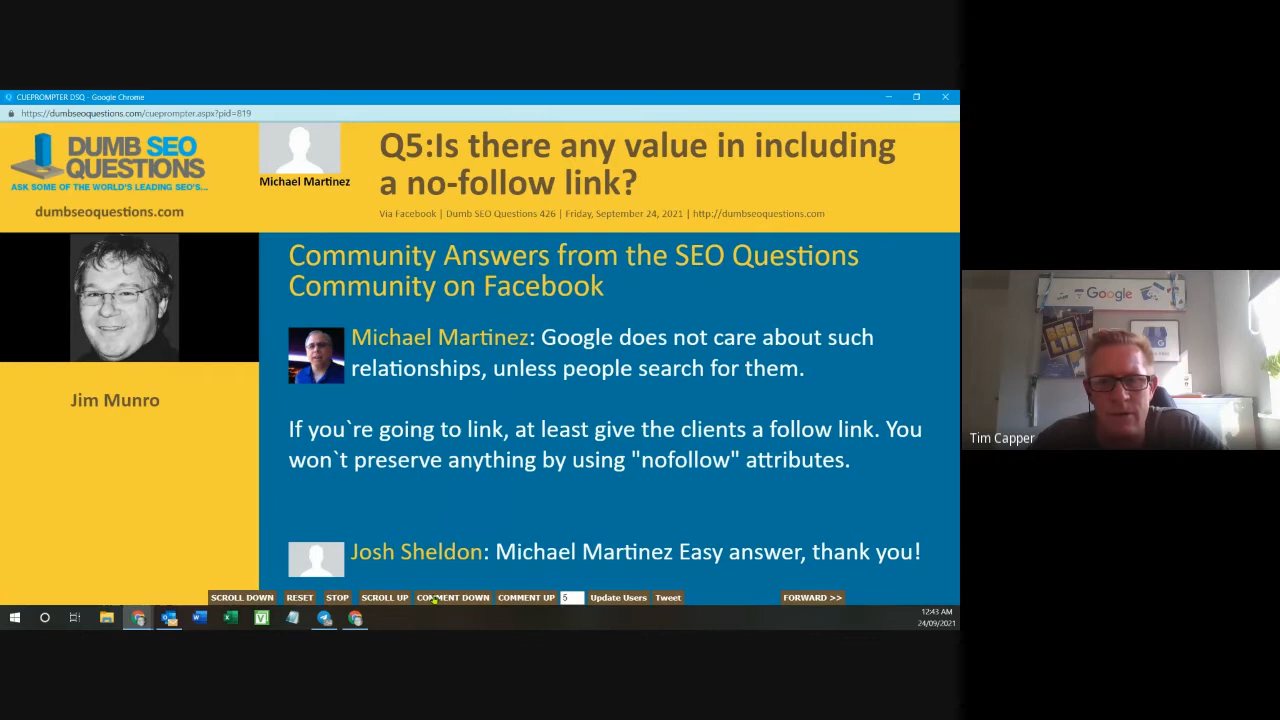 CUEPROMPTER DSQ - Google Chrome
https://dumbseoquestions.com/cueprompter.aspx?pid=819
DUMB SEO
QUESTIONS
ASK SOME OF THE WORLD'S LEADING SEO'S...
dumbseoquestions.com
Michael Martinez
Q5:Is there any value in including
a no-follow link?
Via Facebook | Dumb SEO Questions 426 | Friday, September 24, 2021 | http://dumbseoquestions.com
Jim Munro
Community Answers from the SEO Questions
Community on Facebook
Michael Martinez: Google does not care about such
relationships, unless people search for them.
If you`re going to link, at least give the clients a follow link. You
won`t preserve anything by using "nofollow" attributes.
Josh Sheldon: Michael Martinez Easy answer, thank you!
SCROLL DOWN RESET STOP SCROLL UP COMMENT DOWN COMMENT UP 5 Update Users Tweet FORWARD >>
12:43 AM
24/09/2021
Google
Tim Capper